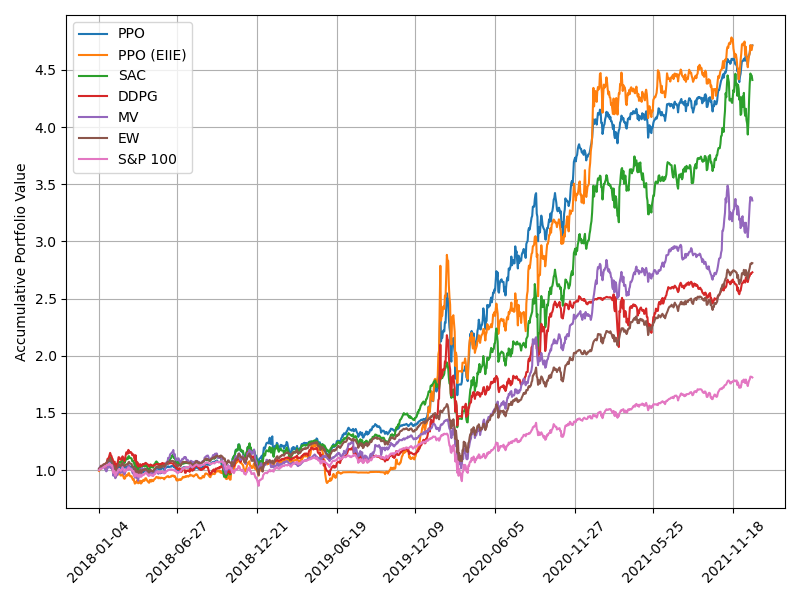 PPO
PPO (EIIE)
SAC
DDPG
MV
EW
S&P 100
Accumulative Portfolio Value
4.5
4.0
3.5
3.0
2.5
2.0
1.5
1.0
2018-01-04
2018-06-27
2018-12-21
2019-06-19
2019-12-09
2020-06-05
2020-11-27
2021-05-25
2021-11-18